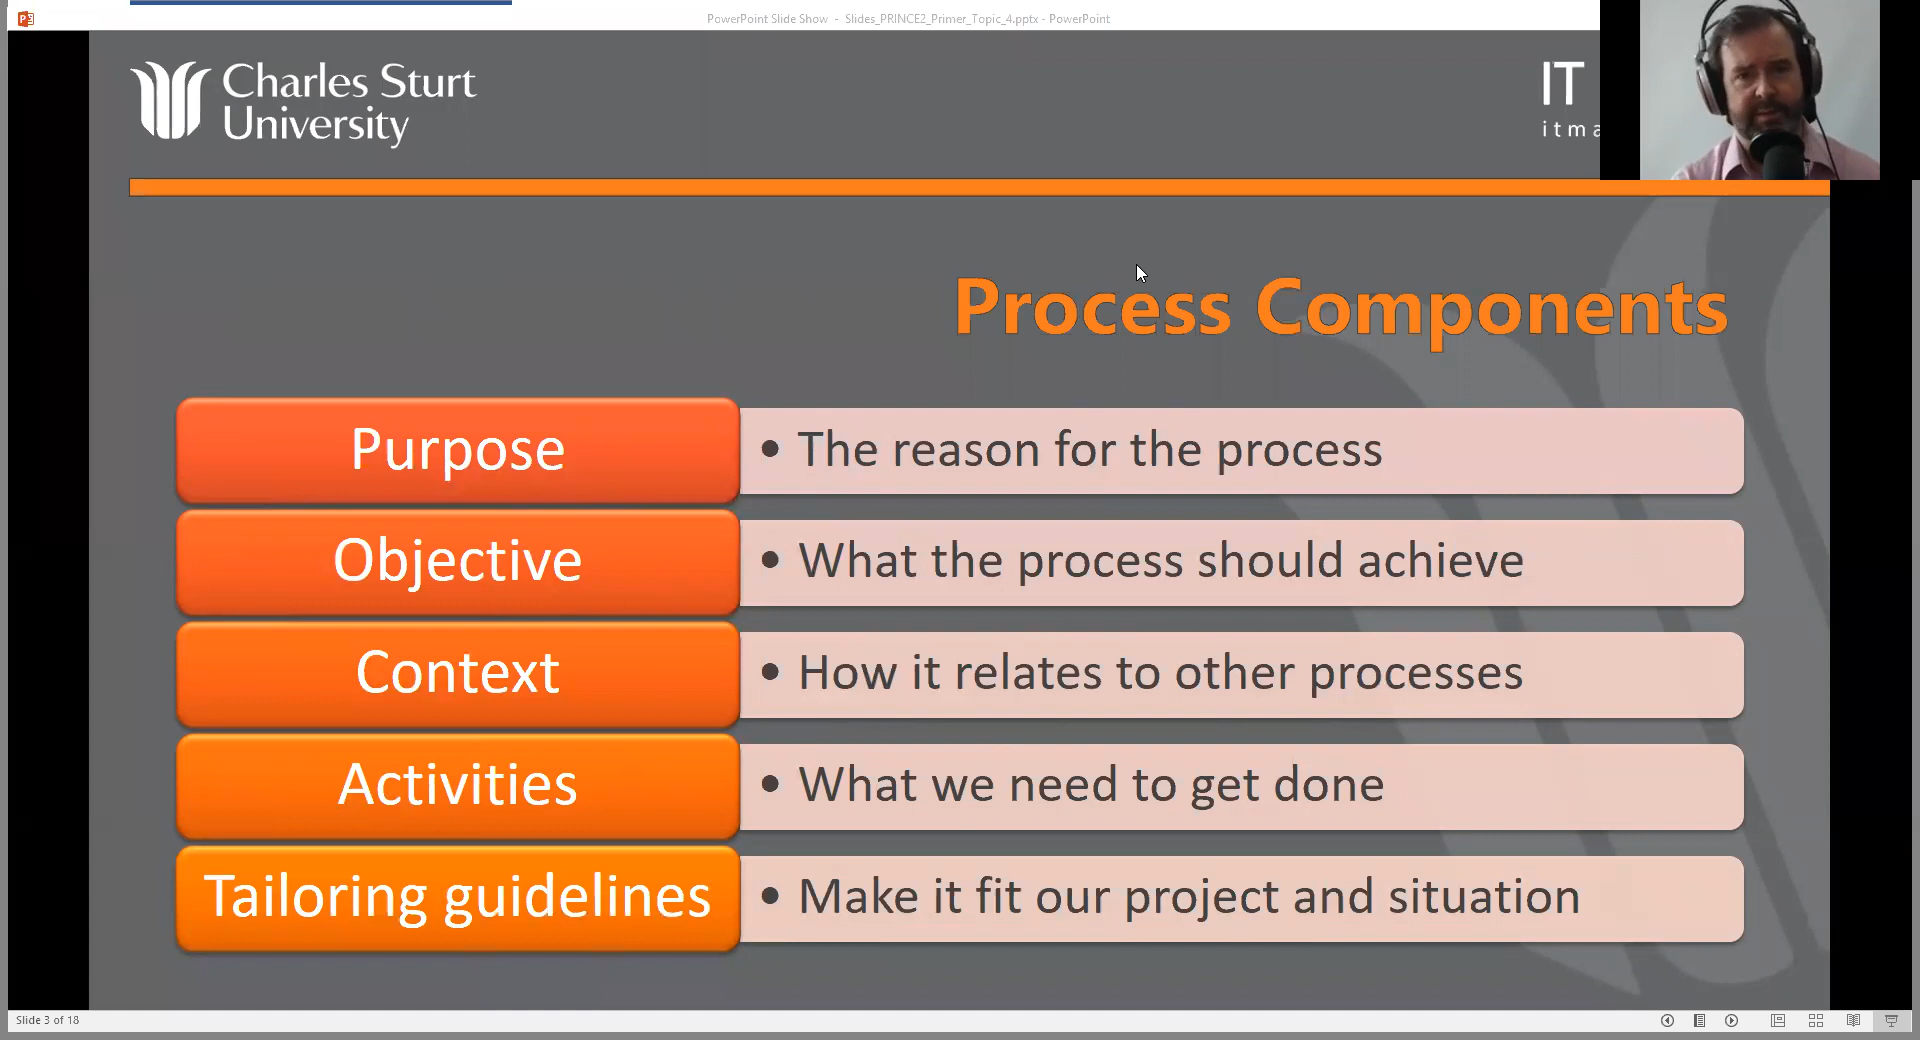 PowerPoint Slide Show - Slides_PRINCE2_Primer_Topic_4.pptx - PowerPoint
Charles Sturt
University
IT
itma
Process Components
Purpose
• The reason for the process
Objective
• What the process should achieve
Context
• How it relates to other processes
Activities
• What we need to get done
Tailoring guidelines
• Make it fit our project and situation
Slide 3 of 18